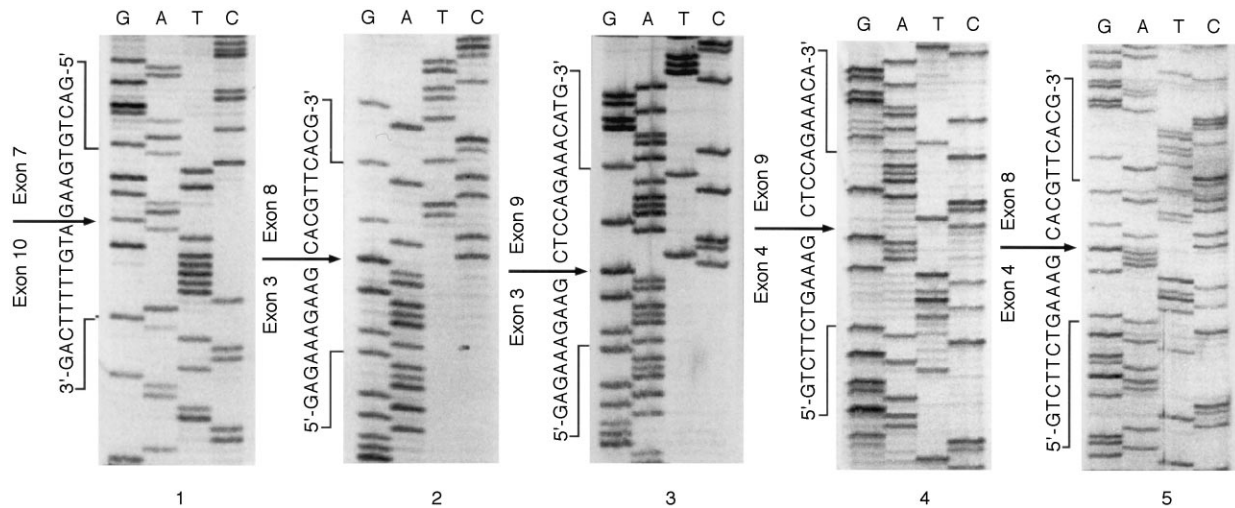 G A T C
G A T C
G A T C
G A T C
G A T C
Exon 10 Exon 7
3'-GACTTTTTGTAGAAGTGTCAG-5'
Exon 3 Exon 8
5'-GAGAAAGAAG CACGTTCACG-3'
Exon 3 Exon 9
5'-GAGAAAGAAG CTCCAGAAACATG-3'
Exon 4 Exon 9
5'-GTCTTCTGAAAG CTCCAGAAACA-3'
Exon 4 Exon 8
5'-GTCTTCTGAAAG CACGTTCACG-3'
1
2
3
4
5